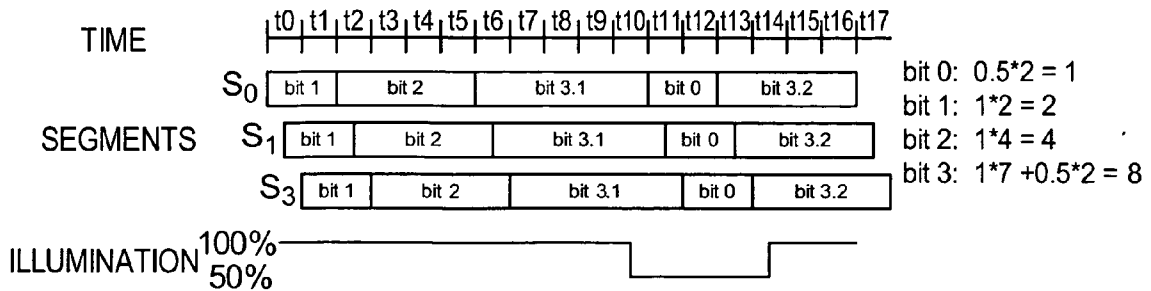 TIME t0 t1 t2 t3 t4 t5 t6 t7 t8 t9 t10 t11 t12 t13 t14 t15 t16 t17
S0 bit 1 bit 2 bit 3.1 bit 0 bit 3.2
SEGMENTS S1 bit 1 bit 2 bit 3.1 bit 0 bit 3.2
S3 bit 1 bit 2 bit 3.1 bit 0 bit 3.2
bit 0: 0.5*2 = 1
bit 1: 1*2 = 2
bit 2: 1*4 = 4
bit 3: 1*7 +0.5*2 = 8
ILLUMINATION 100%
50%